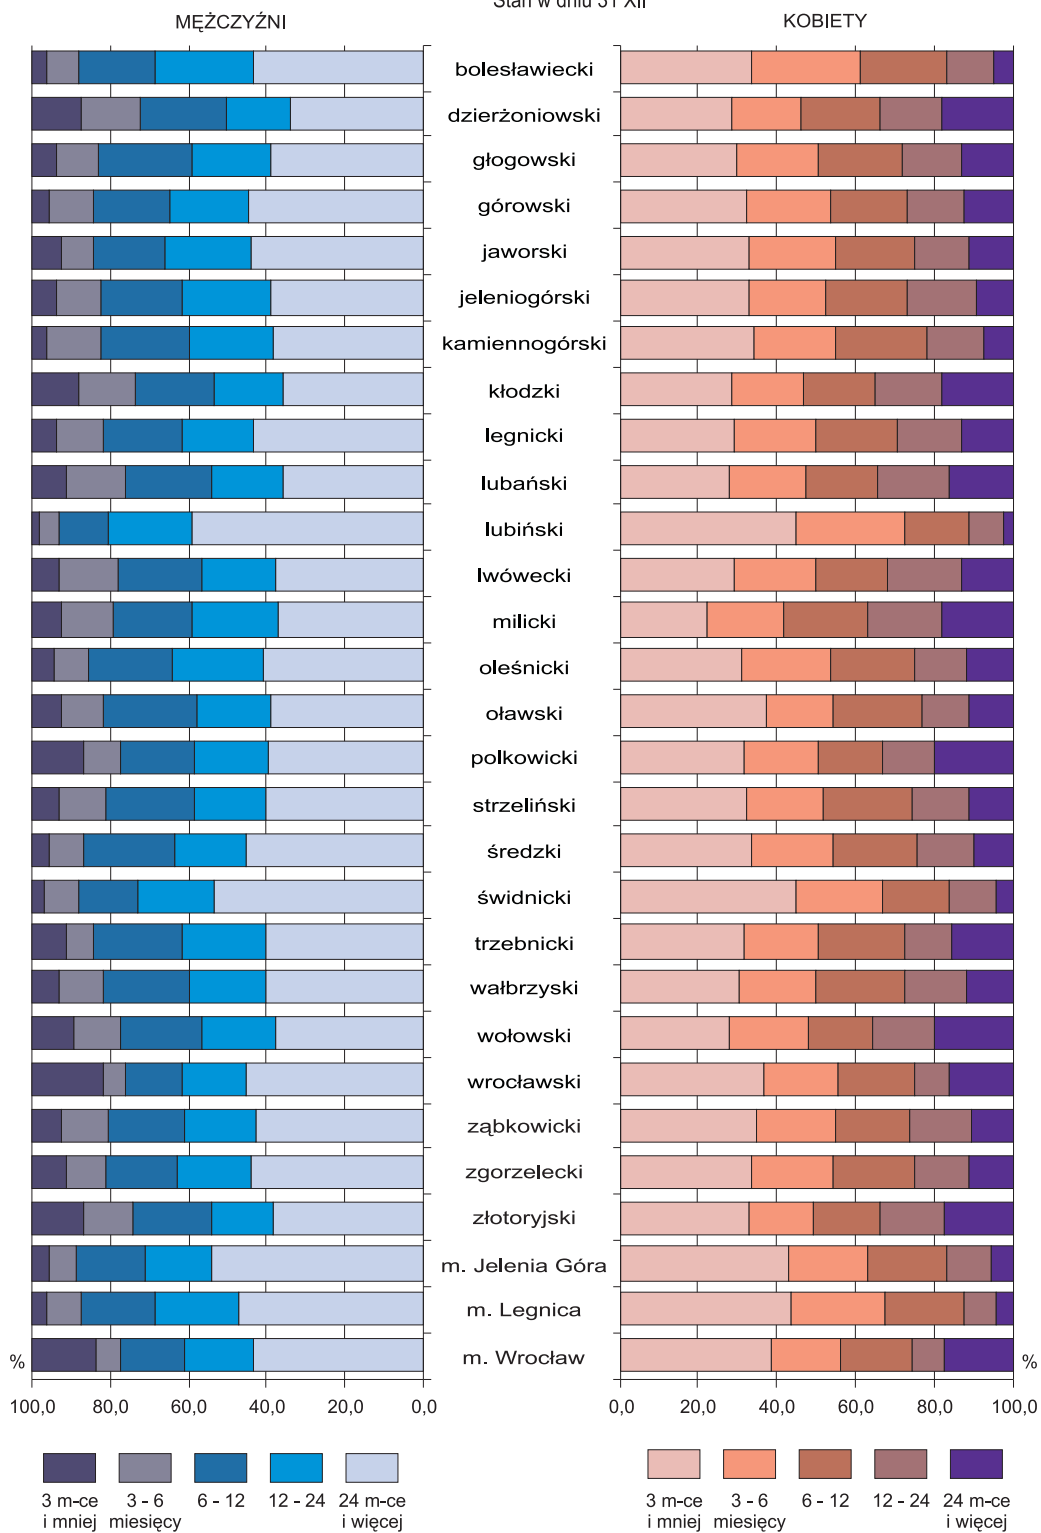 Stan w dniu 31 XII
MĘŻCZYŹNI
KOBIETY
bolesławiecki
dzierżoniowski
głogowski
górowski
jaworski
jeleniogórski
kamiennogórski
kłodzki
legnicki
lubański
lubiński
lwówecki
milicki
oleśnicki
oławski
polkowicki
strzeliński
średzki
świdnicki
trzebnicki
wałbrzyski
wołowski
wrocławski
ząbkowicki
zgorzelecki
złotoryjski
m. Jelenia Góra
m. Legnica
% m. Wrocław %
100,0 80,0 60,0 40,0 20,0 0,0 0,0 20,0 40,0 60,0 80,0 100,0
3 m-ce 3 - 6 6 - 12 12 - 24 24 m-ce
i mniej miesięcy i więcej
3 m-ce 3 - 6 6 - 12 12 - 24 24 m-ce
i mniej miesięcy i więcej